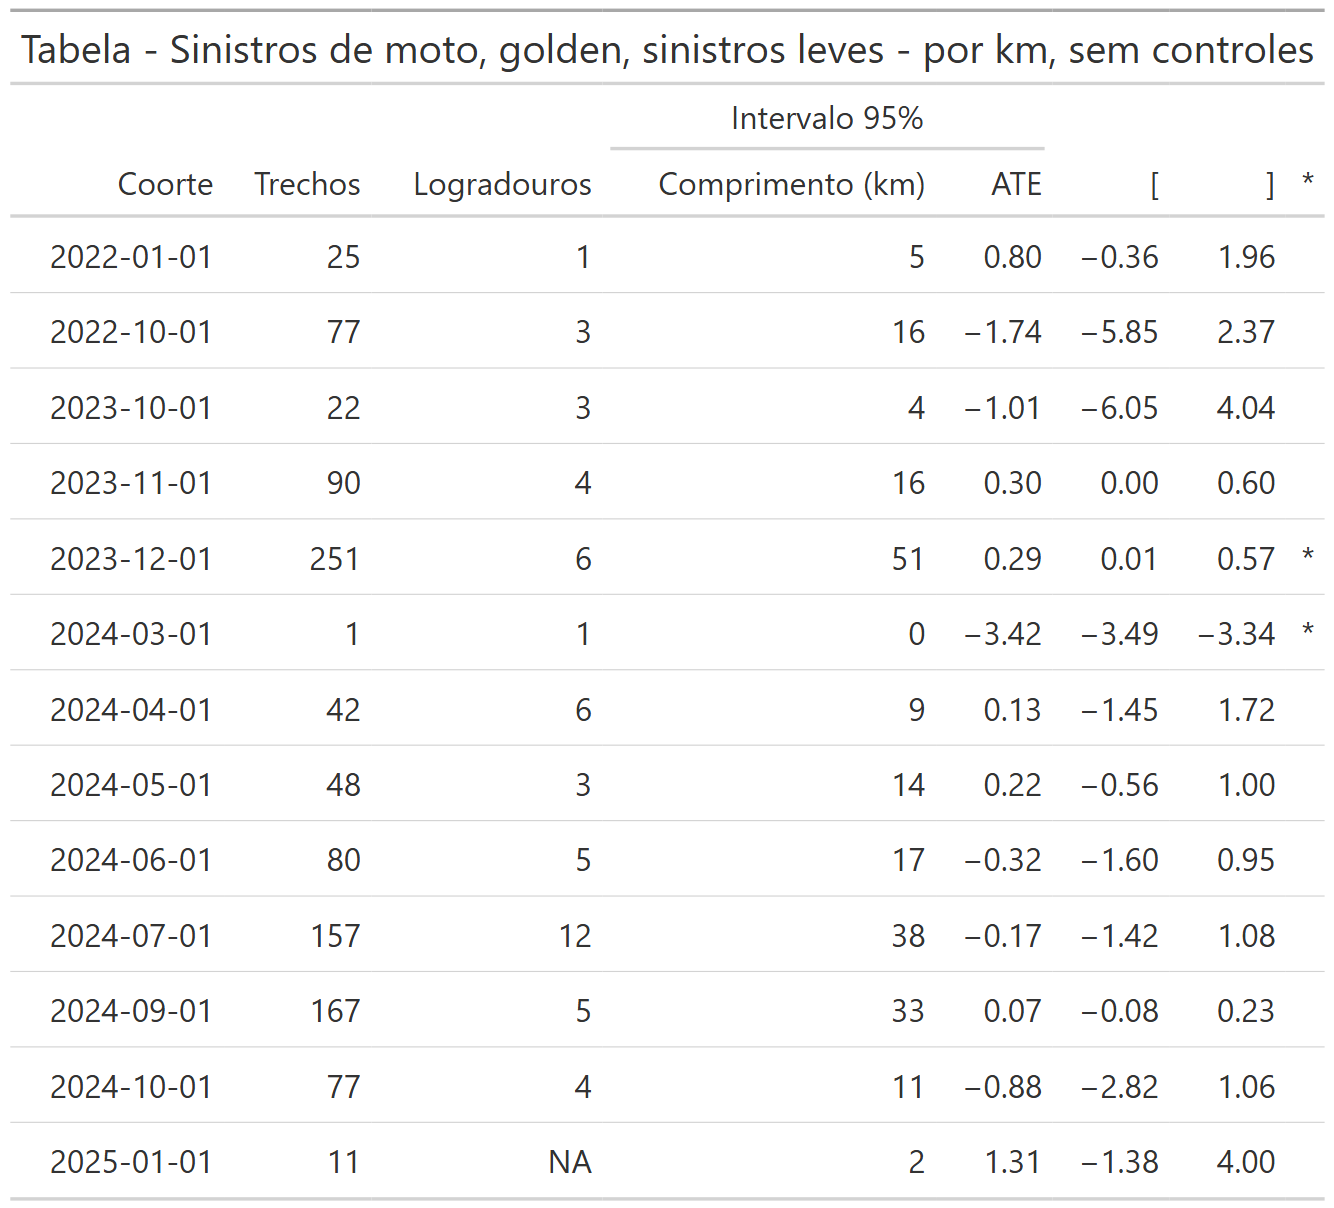 Tabela - Sinistros de moto, golden, sinistros leves - por km, sem controles
Intervalo 95%
Coorte Trechos Logradouros Comprimento (km) ATE [ ] *
2022-01-01 25 1 5 0.80 −0.36 1.96
2022-10-01 77 3 16 −1.74 −5.85 2.37
2023-10-01 22 3 4 −1.01 −6.05 4.04
2023-11-01 90 4 16 0.30 0.00 0.60
2023-12-01 251 6 51 0.29 0.01 0.57 *
2024-03-01 1 1 0 −3.42 −3.49 −3.34 *
2024-04-01 42 6 9 0.13 −1.45 1.72
2024-05-01 48 3 14 0.22 −0.56 1.00
2024-06-01 80 5 17 −0.32 −1.60 0.95
2024-07-01 157 12 38 −0.17 −1.42 1.08
2024-09-01 167 5 33 0.07 −0.08 0.23
2024-10-01 77 4 11 −0.88 −2.82 1.06
2025-01-01 11 NA 2 1.31 −1.38 4.00